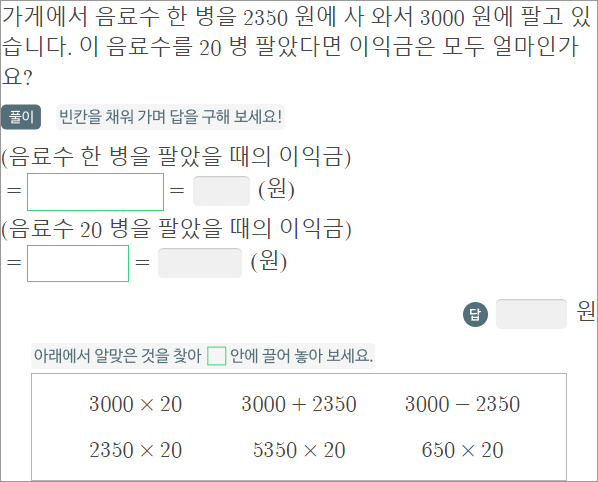 가게에서 음료수 한 병을 2350 원에 사 와서 3000 원에 팔고 있
습니다. 이 음료수를 20 병 팔았다면 이익금은 모두 얼마인가
요?
풀이 빈칸을 채워 가며 답을 구해 보세요!
(음료수 한 병을 팔았을 때의 이익금)
= = (원)
(음료수 20 병을 팔았을 때의 이익금)
= = (원)
답 원
아래에서 알맞은 것을 찾아 안에 끌어 놓아 보세요.
3000 × 20 3000 + 2350 3000 − 2350
2350 × 20 5350 × 20 650 × 20